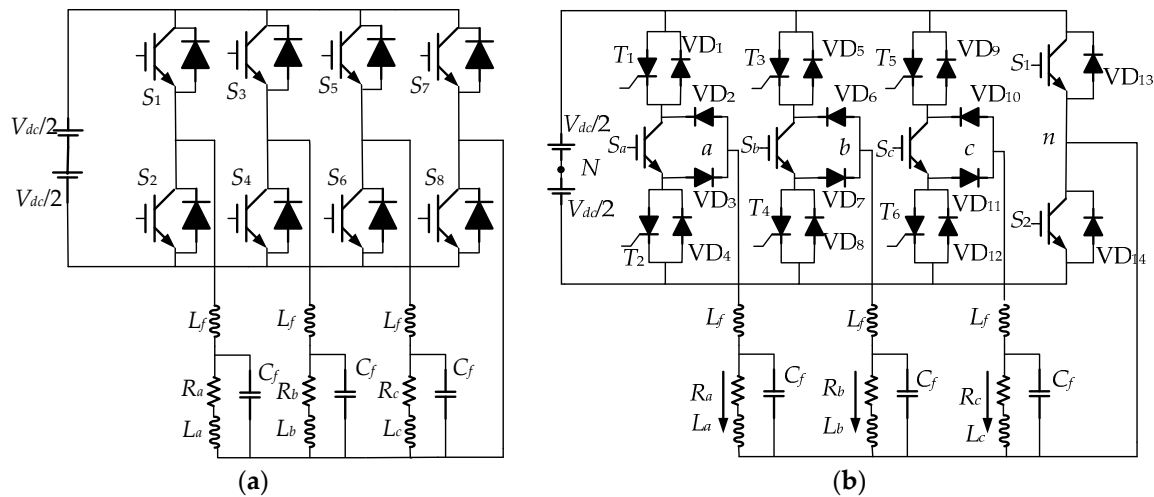 S1
S3
S5
S7
Vdc/2
Vdc/2
S2
S4
S6
S8
Lf
Lf
Lf
Ra
Cf
Rb
Cf
Rc
Cf
La
Lb
Lc
(a)
T1
VD1
T3
VD5
T5
VD9
S1
VD13
VD2
VD6
VD10
Vdc/2
N
Vdc/2
Sa
a
Sb
b
Sc
c
n
VD3
VD7
VD11
T2
VD4
T4
VD8
T6
VD12
S2
VD14
Lf
Lf
Lf
Ra
Cf
Rb
Cf
Rc
Cf
La
Lb
Lc
(b)